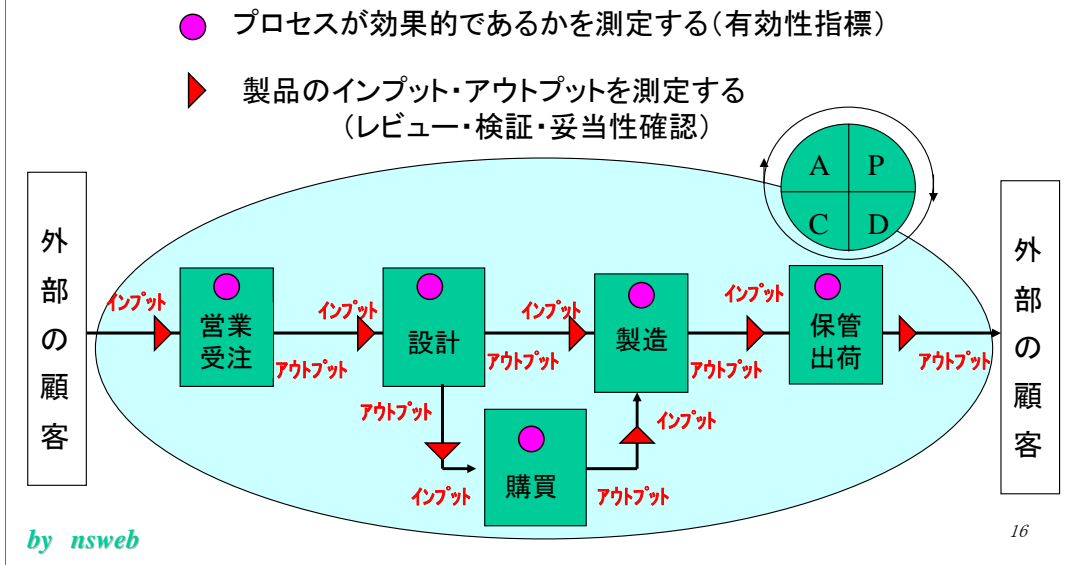 プロセスが効果的であるかを測定する（有効性指標）
製品のインプット・アウトプットを測定する
（レビュー・検証・妥当性確認）
A P
C D
外部の顧客
インプット
営業
受注
アウトプット
インプット
設計
アウトプット
インプット
製造
アウトプット
インプット
保管
出荷
アウトプット
外部の顧客
アウトプット
インプット
購買
アウトプット
インプット
by nsweb
16